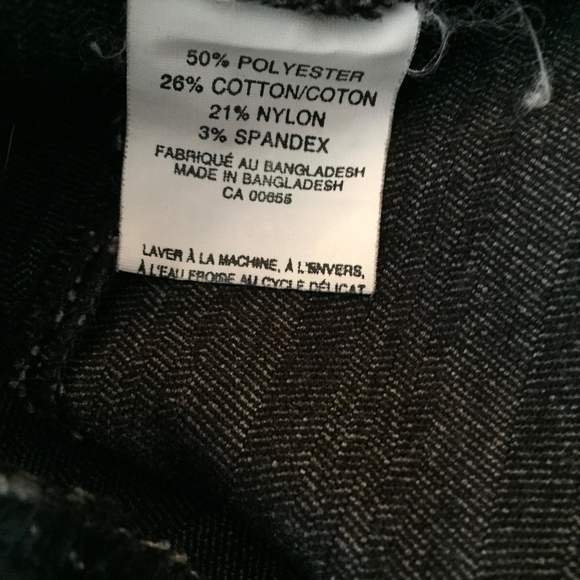 50% POLYESTER
26% COTTON/COTON
21% NYLON
3% SPANDEX
FABRIQUÉ AU BANGLADESH
MADE IN BANGLADESH
CA 00655
LAVER À LA MACHINE, À L'ENVERS,
À L'EAU FROIDE AU CYCLE DÉLICAT